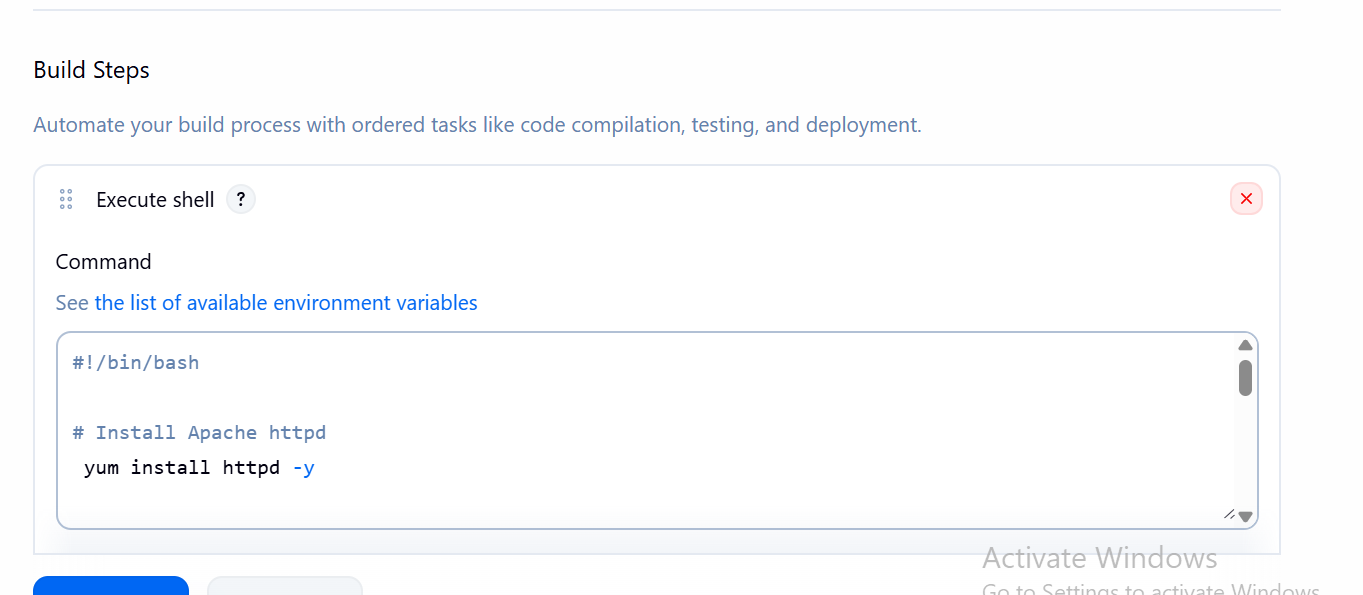 Build Steps
Automate your build process with ordered tasks like code compilation, testing, and deployment.
Execute shell ?
Command
See the list of available environment variables
#!/bin/bash
# Install Apache httpd
yum install httpd -y
Activate Windows
Go to Settings to activate Windows.